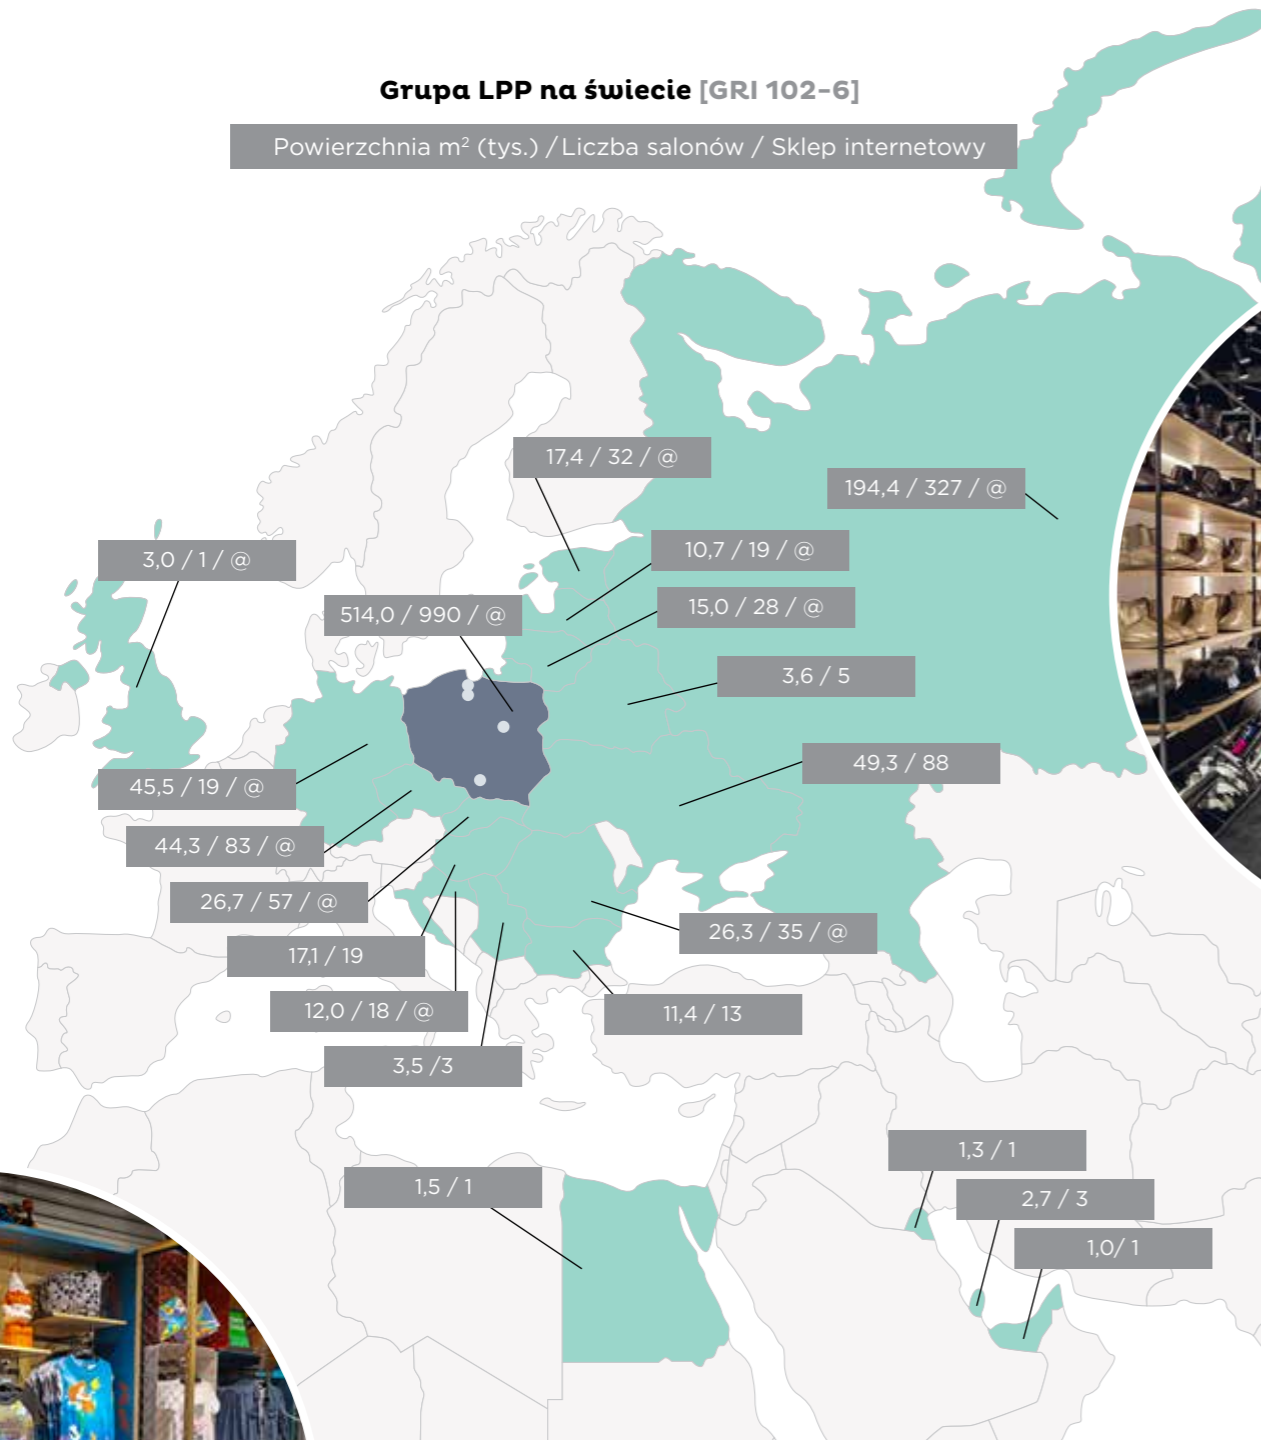 Grupa LPP na świecie [GRI 102-6]
Powierzchnia m² (tys.) / Liczba salonów / Sklep internetowy
17,4 / 32 / @
194,4 / 327 / @
10,7 / 19 / @
3,0 / 1 / @
15,0 / 28 / @
514,0 / 990 / @
3,6 / 5
49,3 / 88
45,5 / 19 / @
44,3 / 83 / @
26,7 / 57 / @
26,3 / 35 / @
17,1 / 19
12,0 / 18 / @
11,4 / 13
3,5 /3
1,3 / 1
1,5 / 1
2,7 / 3
1,0/ 1